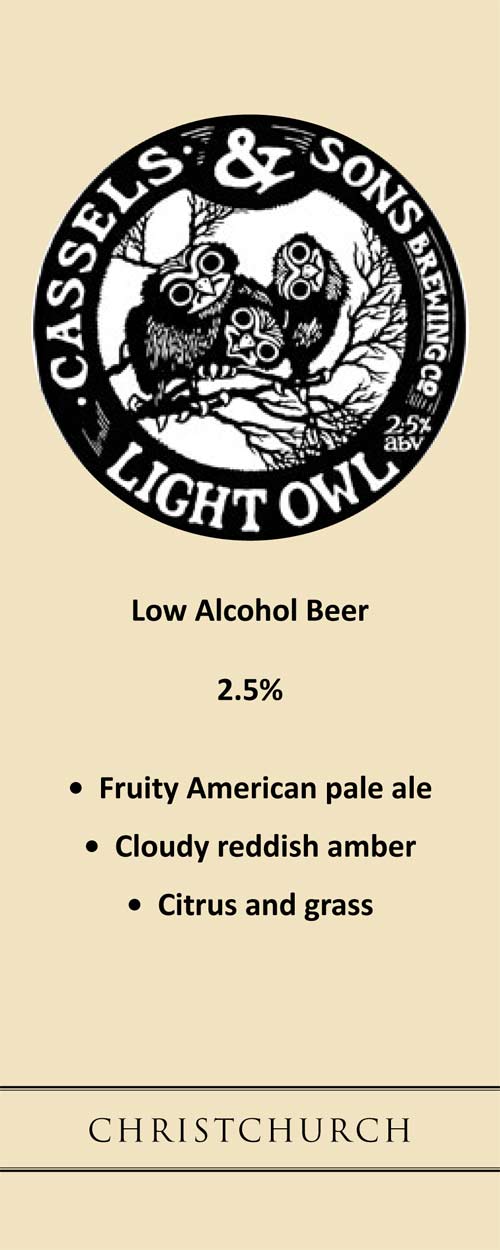 CASSELS & SONS BREWING CO
2.5%
abv
LIGHT OWL
Low Alcohol Beer
2.5%
• Fruity American pale ale
• Cloudy reddish amber
• Citrus and grass
CHRISTCHURCH